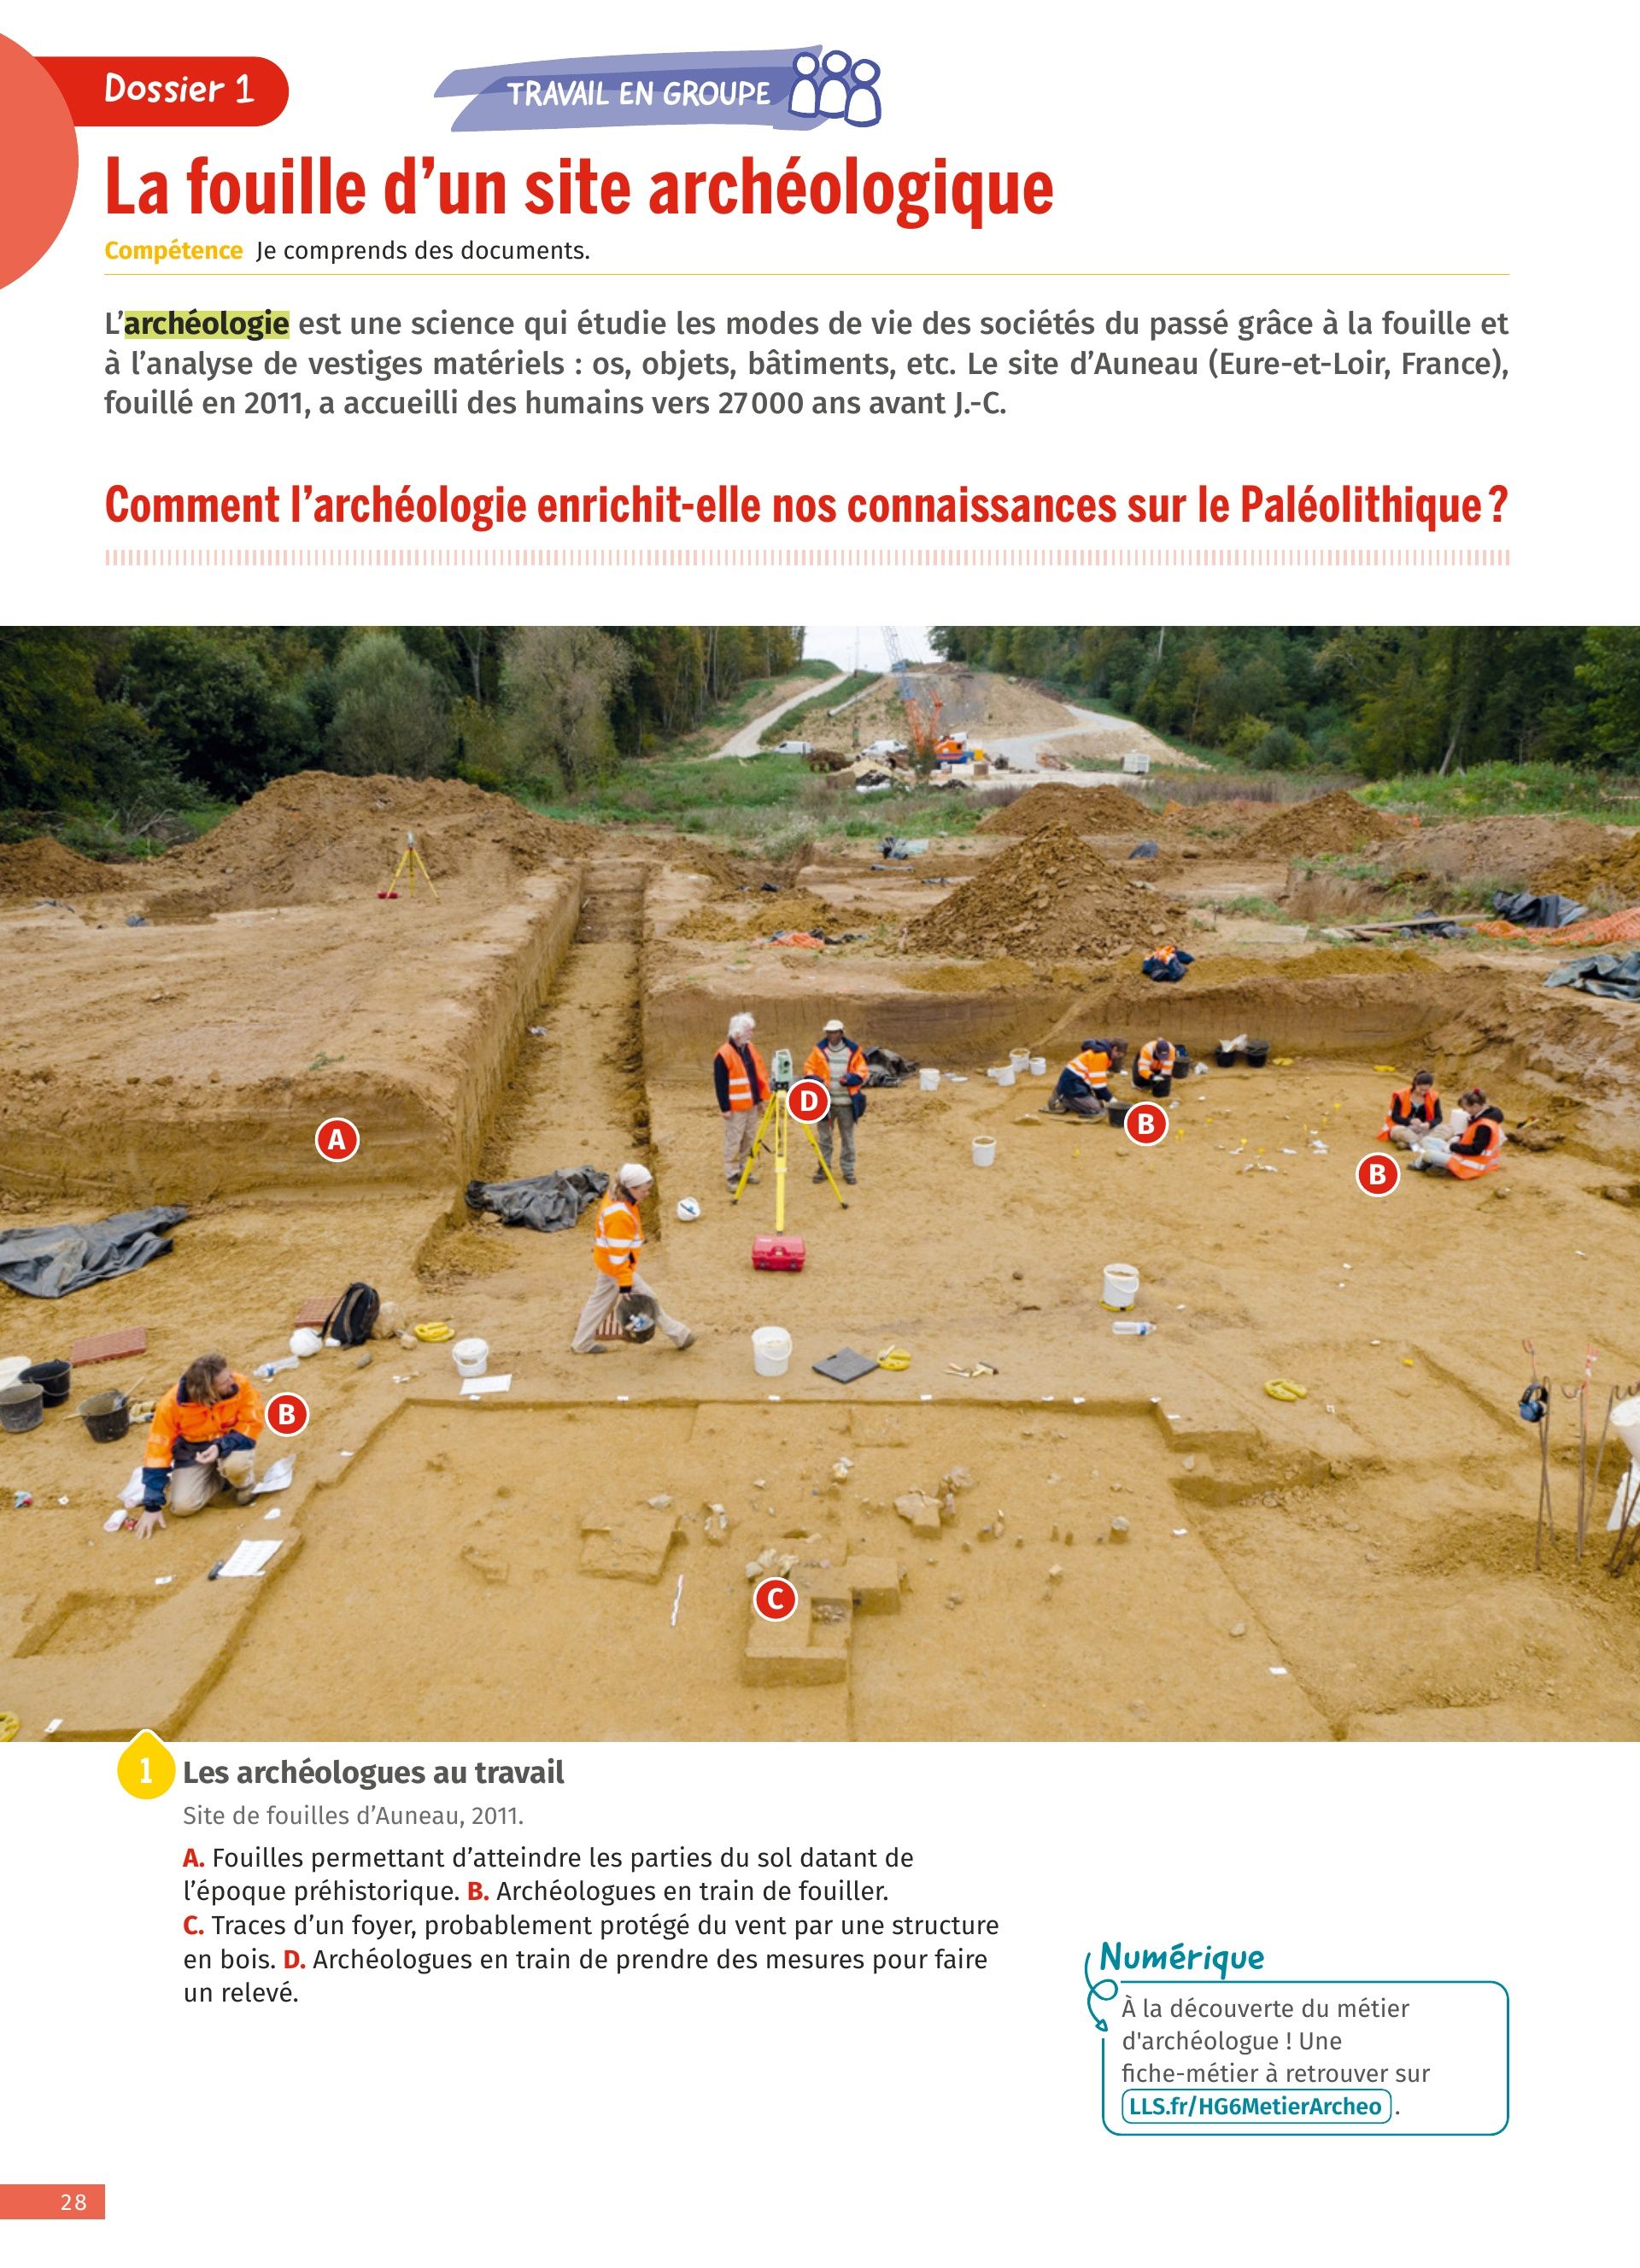 Dossier 1
TRAVAIL EN GROUPE
La fouille d’un site archéologique
Compétence Je comprends des documents.
L’archéologie est une science qui étudie les modes de vie des sociétés du passé grâce à la fouille et
à l’analyse de vestiges matériels : os, objets, bâtiments, etc. Le site d’Auneau (Eure-et-Loir, France),
fouillé en 2011, a accueilli des humains vers 27 000 ans avant J.-C.
Comment l’archéologie enrichit-elle nos connaissances sur le Paléolithique ?
D
A
B
B
B
C
1 Les archéologues au travail
Site de fouilles d’Auneau, 2011.
A. Fouilles permettant d’atteindre les parties du sol datant de
l’époque préhistorique. B. Archéologues en train de fouiller.
C. Traces d’un foyer, probablement protégé du vent par une structure
en bois. D. Archéologues en train de prendre des mesures pour faire
un relevé.
Numérique
À la découverte du métier
d'archéologue ! Une
fiche-métier à retrouver sur
LLS.fr/HG6MetierArcheo .
28